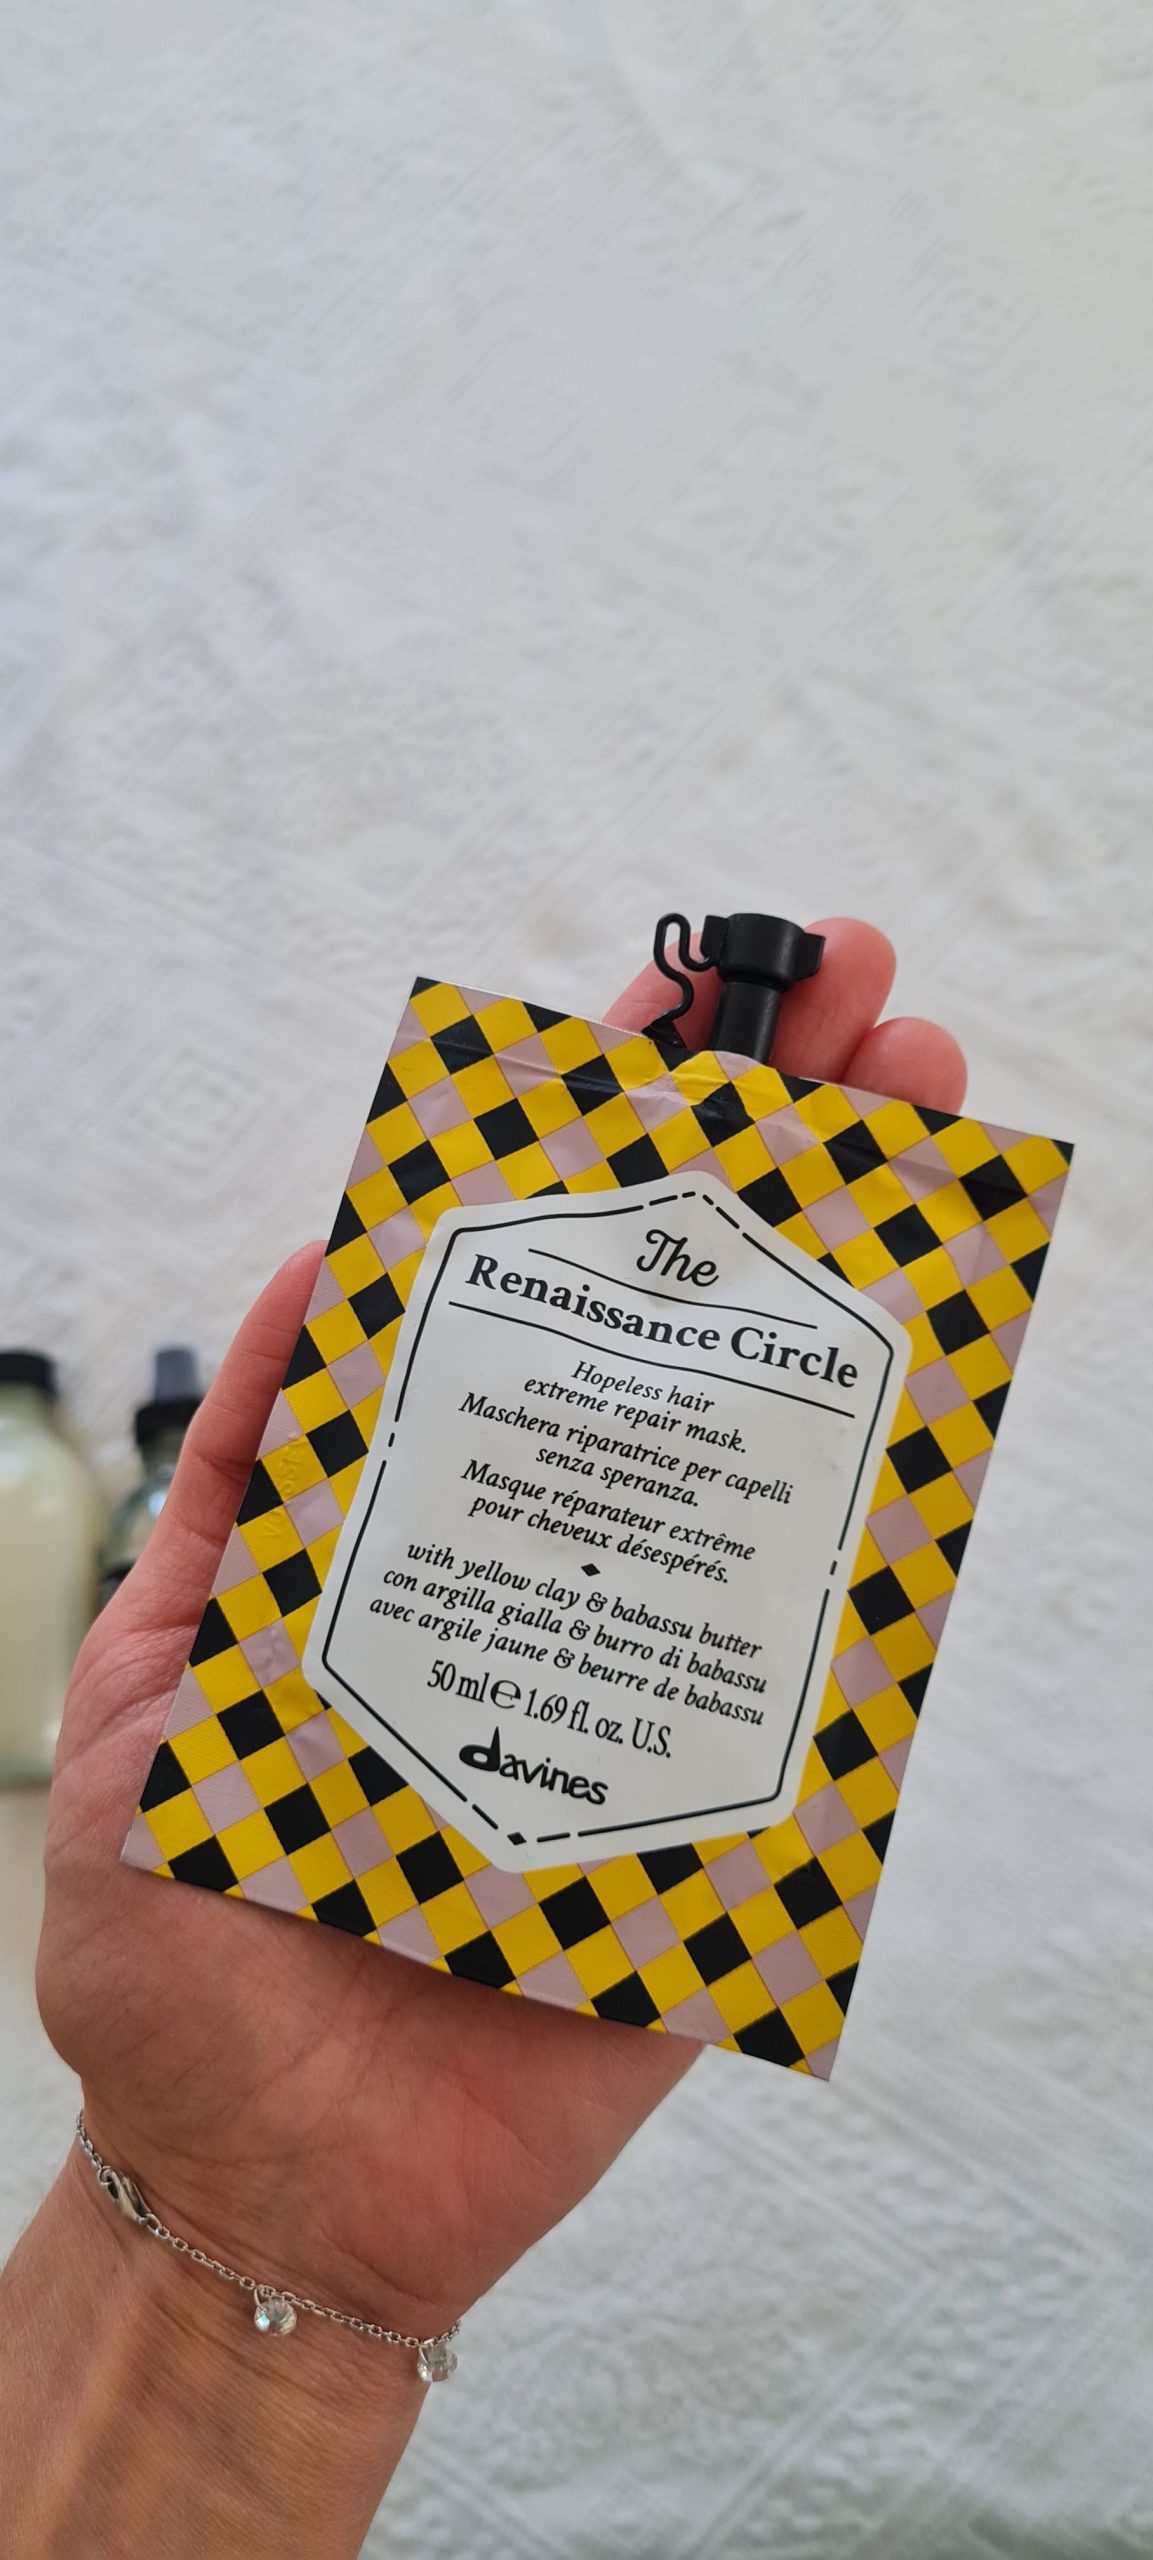 The
Renaissance Circle
Hopeless hair
extreme repair mask.
Maschera riparatrice per capelli
senza speranza.
Masque réparateur extrême
pour cheveux désespérés.
with yellow clay & babassu butter
con argilla gialla & burro di babassu
avec argile jaune & beurre de babassu
50 ml ℮ 1.69 fl. oz. U.S.
davines